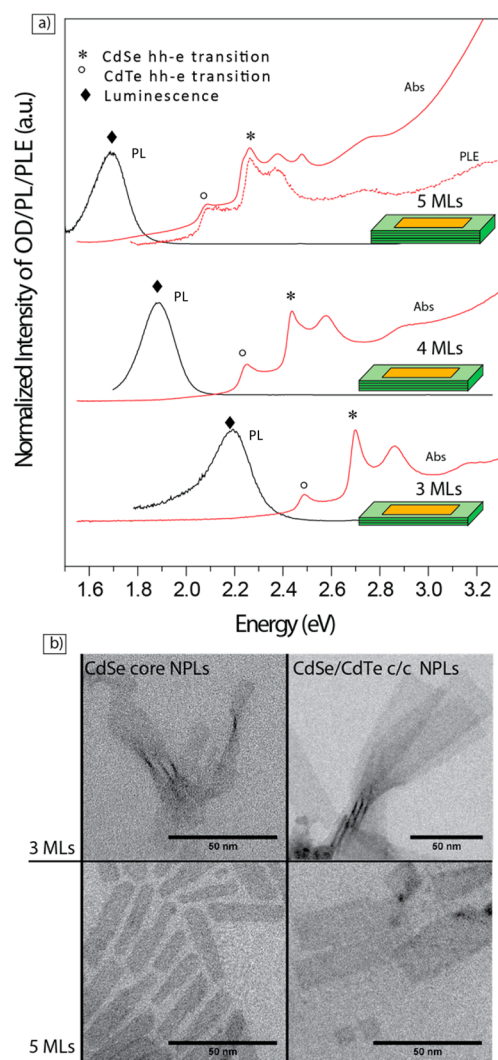 a)
* CdSe hh-e transition
○ CdTe hh-e transition
◆ Luminescence
PL
Abs
PLE
5 MLs
PL
Abs
4 MLs
PL
Abs
3 MLs
Normalized Intensity of OD/PL/PLE (a.u.)
1.6 1.8 2.0 2.2 2.4 2.6 2.8 3.0 3.2
Energy (eV)
b)
CdSe core NPLs
CdSe/CdTe c/c NPLs
50 nm
50 nm
3 MLs
50 nm
50 nm
5 MLs